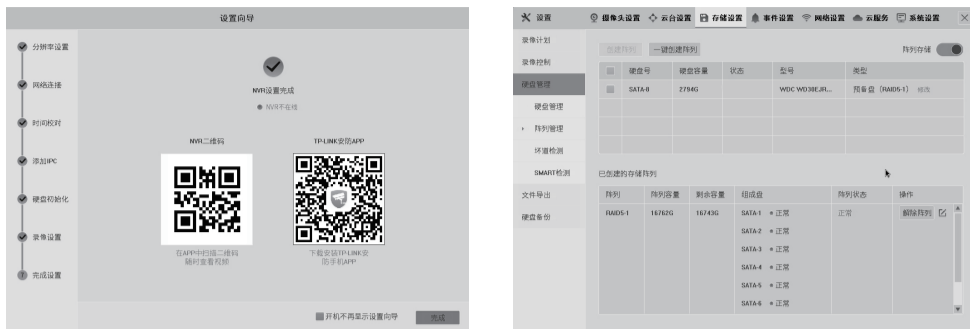 设置向导
分辨率设置
网络连接
时间校对
添加IPC
硬盘初始化
录像设置
7 完成设置
NVR设置完成
NVR不在线
NVR二维码
TP-LINK安防APP
在APP中扫描二维码
随时查看视频
下载安装TP-LINK安
防手机APP
开机不再显示设置向导
完成
设置
摄像头设置 云台设置 存储设置 事件设置 网络设置 云服务 系统设置
录像计划
录像控制
硬盘管理
硬盘管理
阵列管理
坏道检测
SMART检测
文件导出
硬盘备份
创建阵列 一键创建阵列 阵列存储
硬盘号 硬盘容量 状态 型号 类型
SATA-8 2794G WDC WD30EJR... 预备盘(RAID5-1) 修改
已创建的存储阵列
阵列 阵列容量 剩余容量 组成盘 阵列状态 操作
RAID5-1 16762G 16743G SATA-1 正常 正常 解除阵列
SATA-2 正常
SATA-3 正常
SATA-4 正常
SATA-5 正常
SATA-6 正常